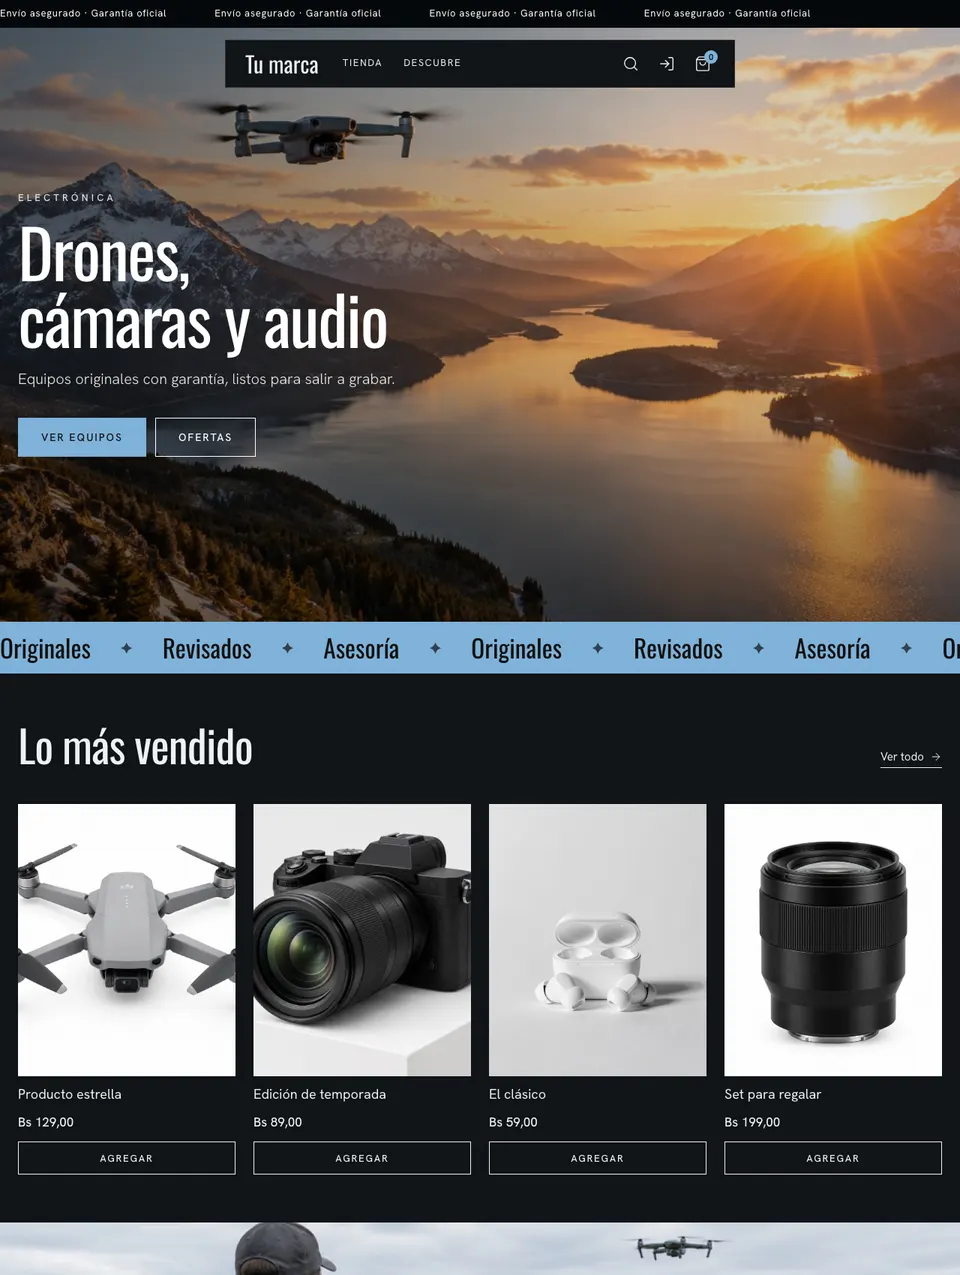 Envío asegurado · Garantía oficial Envío asegurado · Garantía oficial Envío asegurado · Garantía oficial Envío asegurado · Garantía oficial
Tu marca TIENDA DESCUBRE 0
ELECTRÓNICA
Drones,
cámaras y audio
Equipos originales con garantía, listos para salir a grabar.
VER EQUIPOS OFERTAS
Originales ✦ Revisados ✦ Asesoría ✦ Originales ✦ Revisados ✦ Asesoría ✦
Lo más vendido
Ver todo →
Producto estrella Edición de temporada El clásico Set para regalar
Bs 129,00 Bs 89,00 Bs 59,00 Bs 199,00
AGREGAR AGREGAR AGREGAR AGREGAR